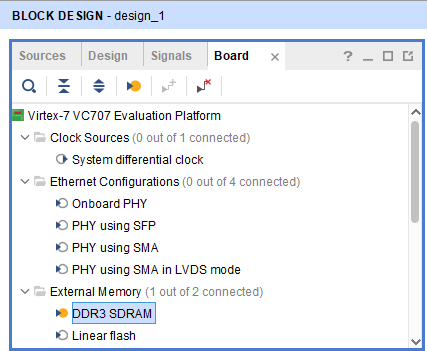 BLOCK DESIGN - design_1
Sources Design Signals Board
Virtex-7 VC707 Evaluation Platform
Clock Sources (0 out of 1 connected)
System differential clock
Ethernet Configurations (0 out of 4 connected)
Onboard PHY
PHY using SFP
PHY using SMA
PHY using SMA in LVDS mode
External Memory (1 out of 2 connected)
DDR3 SDRAM
Linear flash